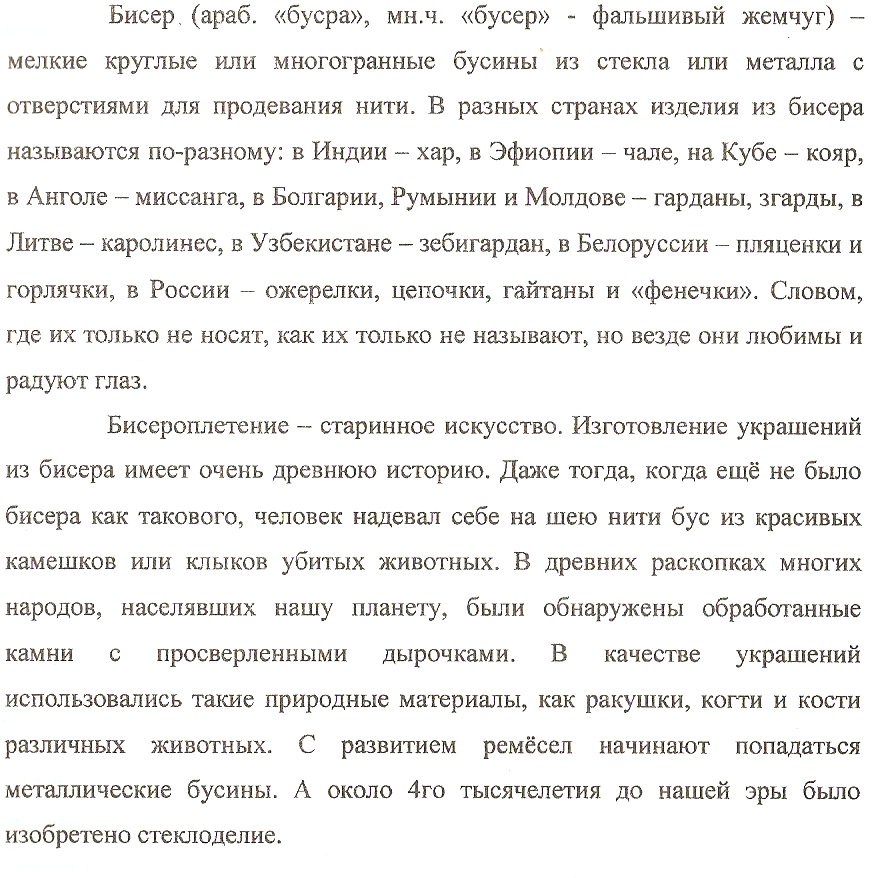 Бисер (араб. «бусра», мн.ч. «бусер» - фальшивый жемчуг) –
мелкие круглые или многогранные бусины из стекла или металла с
отверстиями для продевания нити. В разных странах изделия из бисера
называются по-разному: в Индии – хар, в Эфиопии – чале, на Кубе – кояр,
в Анголе – миссанга, в Болгарии, Румынии и Молдове – гарданы, згарды, в
Литве – каролинес, в Узбекистане – зебигардан, в Белоруссии – пляценки и
горлячки, в России – ожерелки, цепочки, гайтаны и «фенечки». Словом,
где их только не носят, как их только не называют, но везде они любимы и
радуют глаз.
Бисероплетение – старинное искусство. Изготовление украшений
из бисера имеет очень древнюю историю. Даже тогда, когда ещё не было
бисера как такового, человек надевал себе на шею нити бус из красивых
камешков или клыков убитых животных. В древних раскопках многих
народов, населявших нашу планету, были обнаружены обработанные
камни с просверленными дырочками. В качестве украшений
использовались такие природные материалы, как ракушки, когти и кости
различных животных. С развитием ремёсел начинают попадаться
металлические бусины. А около 4го тысячелетия до нашей эры было
изобретено стеклоделие.